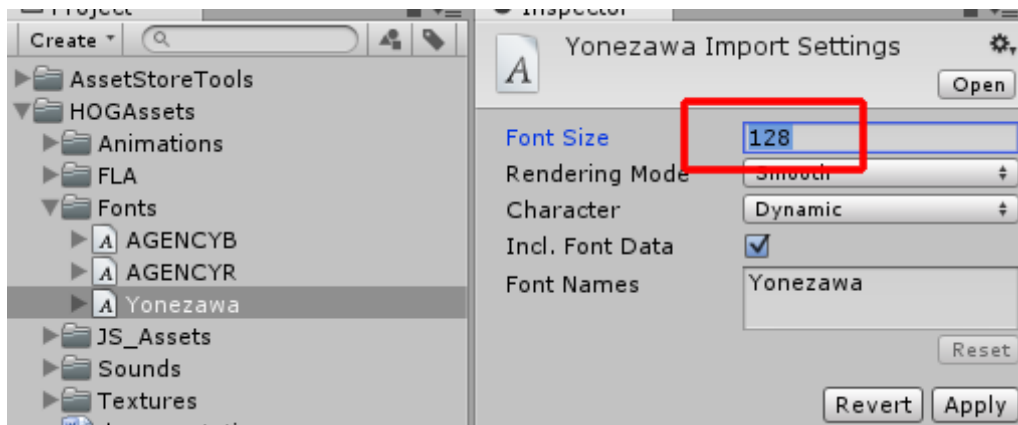 Project
Create
AssetStoreTools
HOGAssets
Animations
FLA
Fonts
AGENCYB
AGENCYR
Yonezawa
JS_Assets
Sounds
Textures
Inspector
Yonezawa Import Settings
Open
Font Size 128
Rendering Mode Smooth
Character Dynamic
Incl. Font Data
Font Names Yonezawa
Reset
Revert Apply